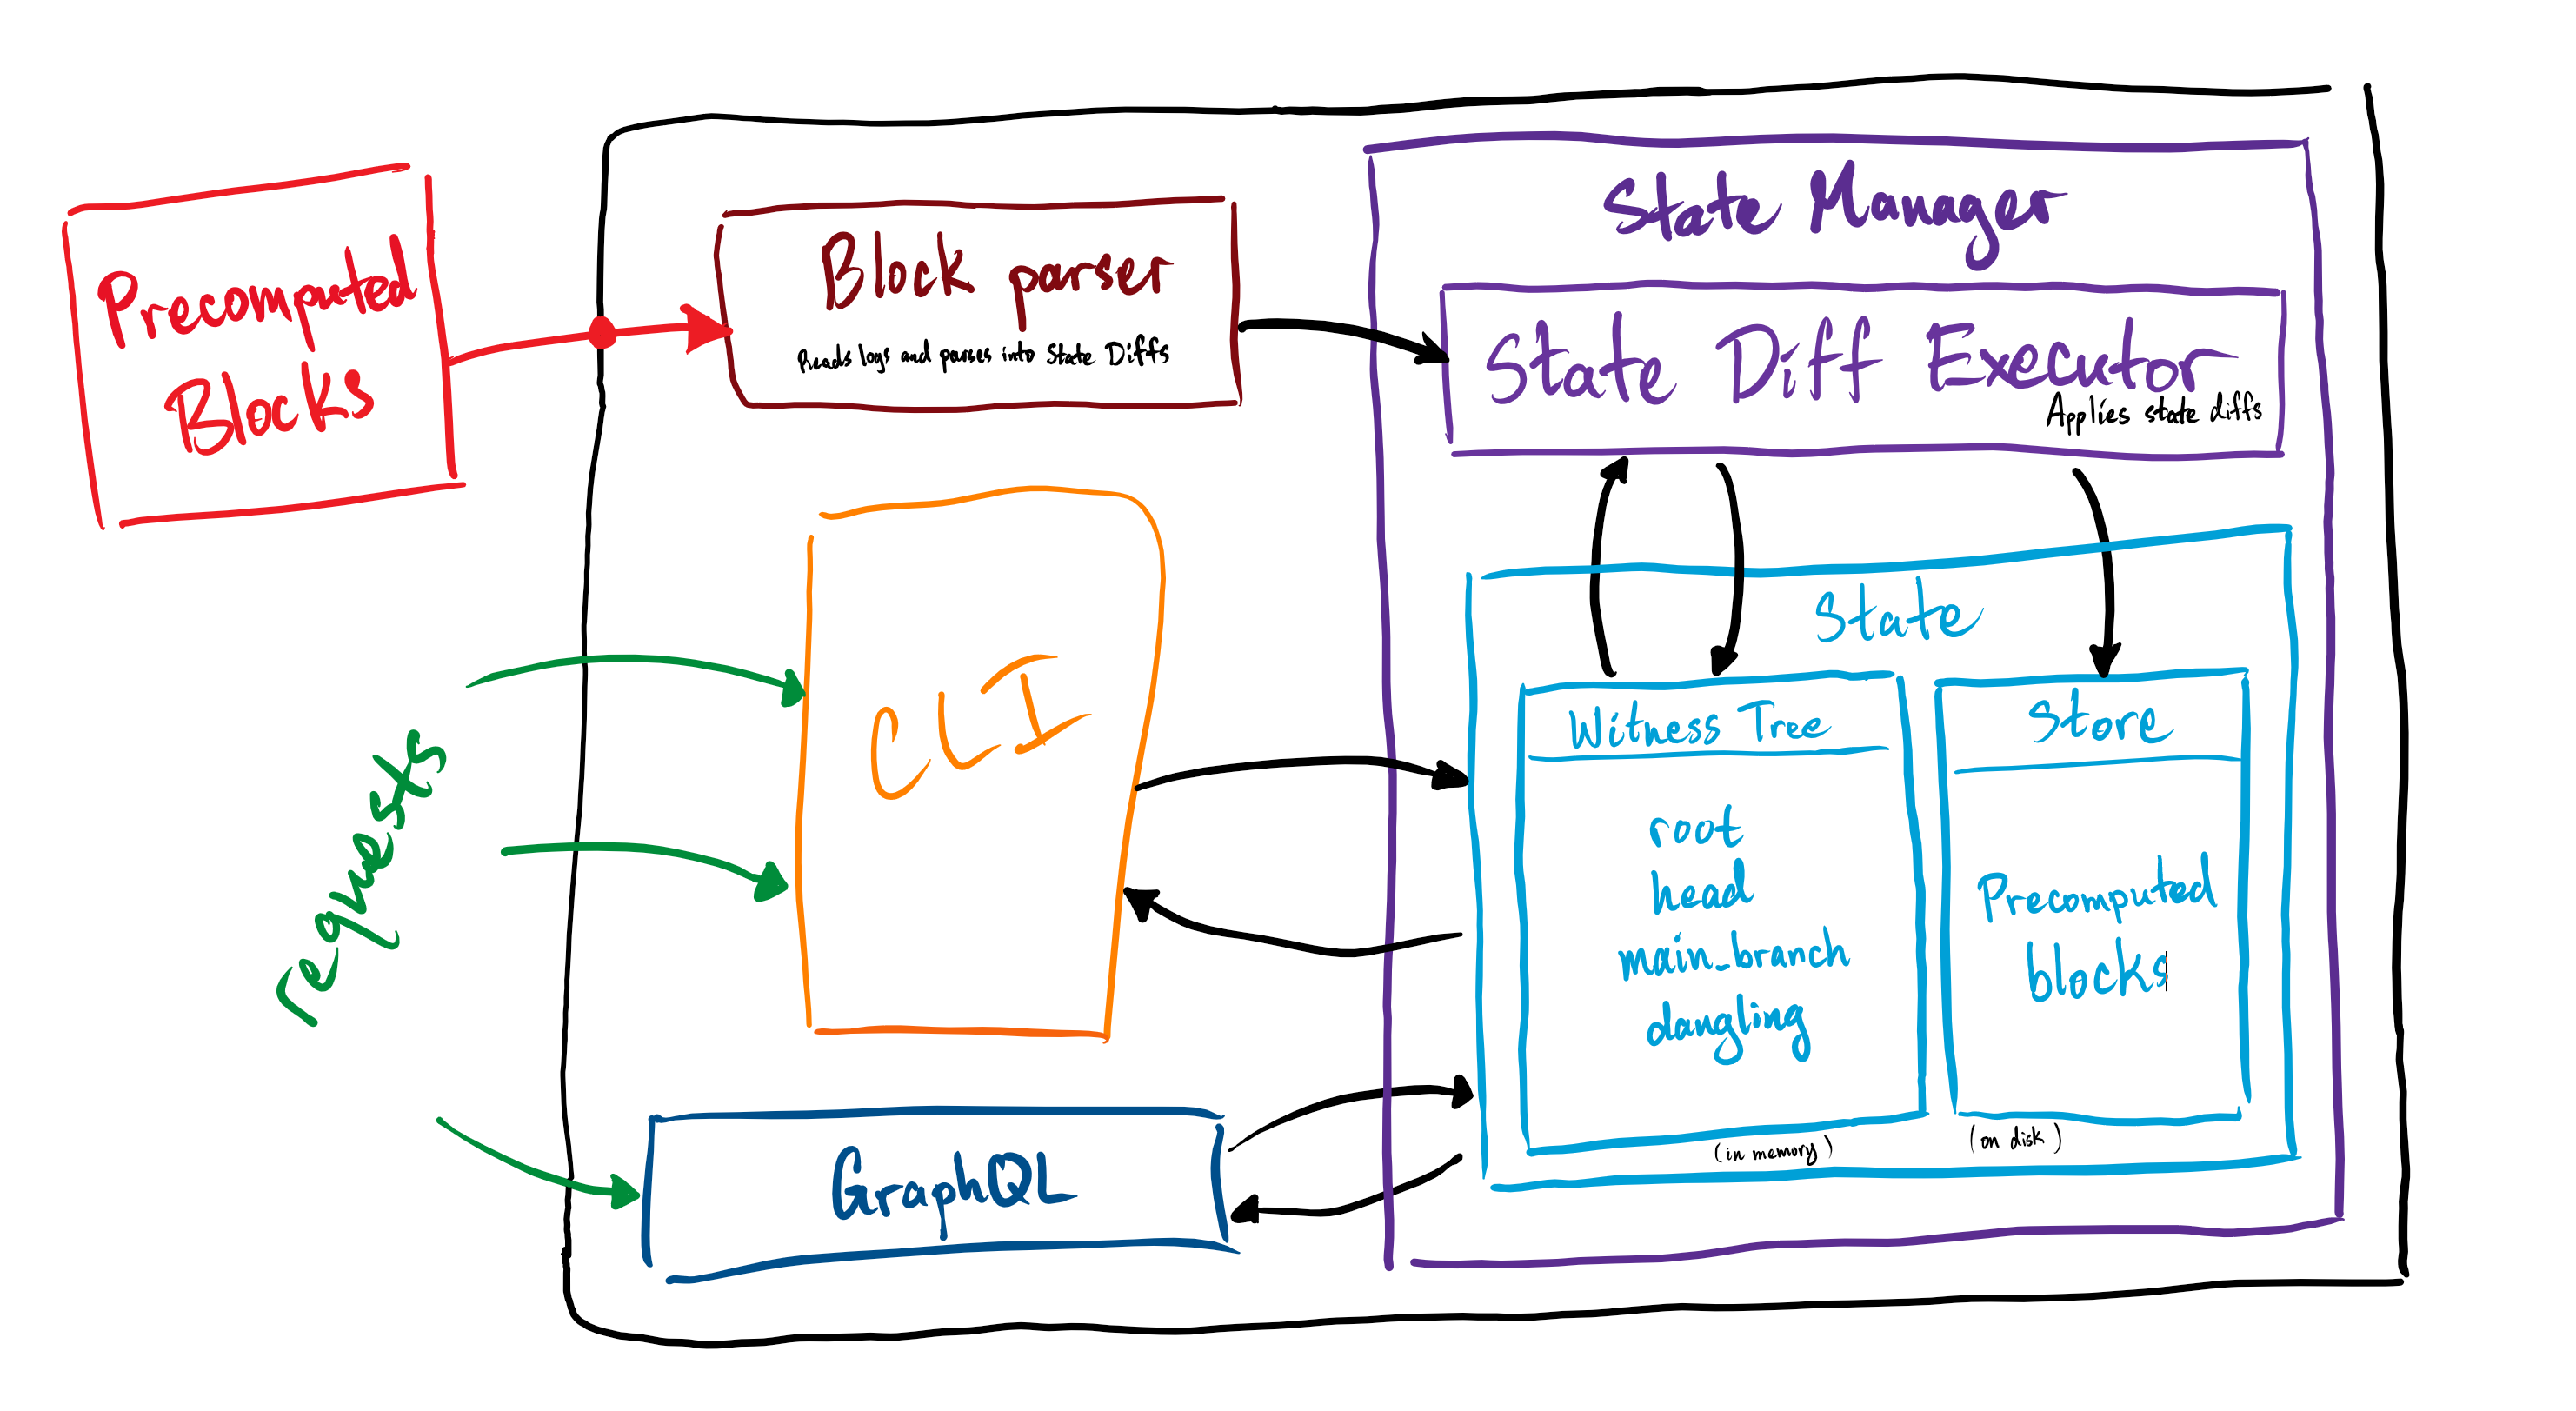 Precomputed
Blocks
Block parser
Reads logs and parses into State Diffs
State Manager
State Diff Executor
Applies state diffs
requests
CLI
GraphQL
State
Witness Tree
root
head
main_branch
dangling
(in memory)
Store
Precomputed
blocks
(on disk)